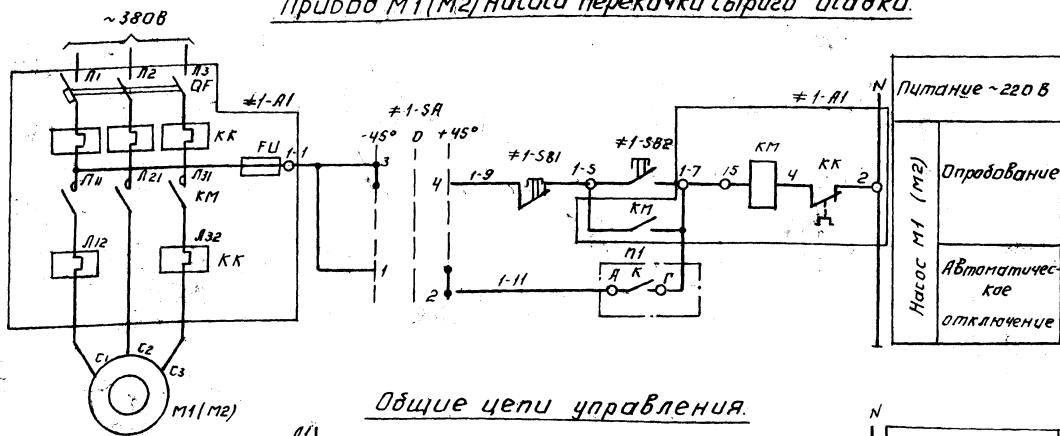 Привод М1(М2) насоса перекачки сырого осадка.
~380В
Л1 Л2 Л3
QF
≠1-А1
КК
FU 1-1
Л11 Л21 Л31
КМ
Л12 Л32
КК
С1 С2 С3
М1(М2)
≠1-SA
-45° 0 +45°
3 4
1 2
1-9
≠1-SB1
1-5
≠1-SB2
1-7
15
КМ
4
КК
2
N
≠1-А1
КМ
П1
А К Г
1-11
Питание ~220 В
Насос М1 (М2)
Опробование
Автоматичес-
кое
отключение
Общие цепи управления.
N